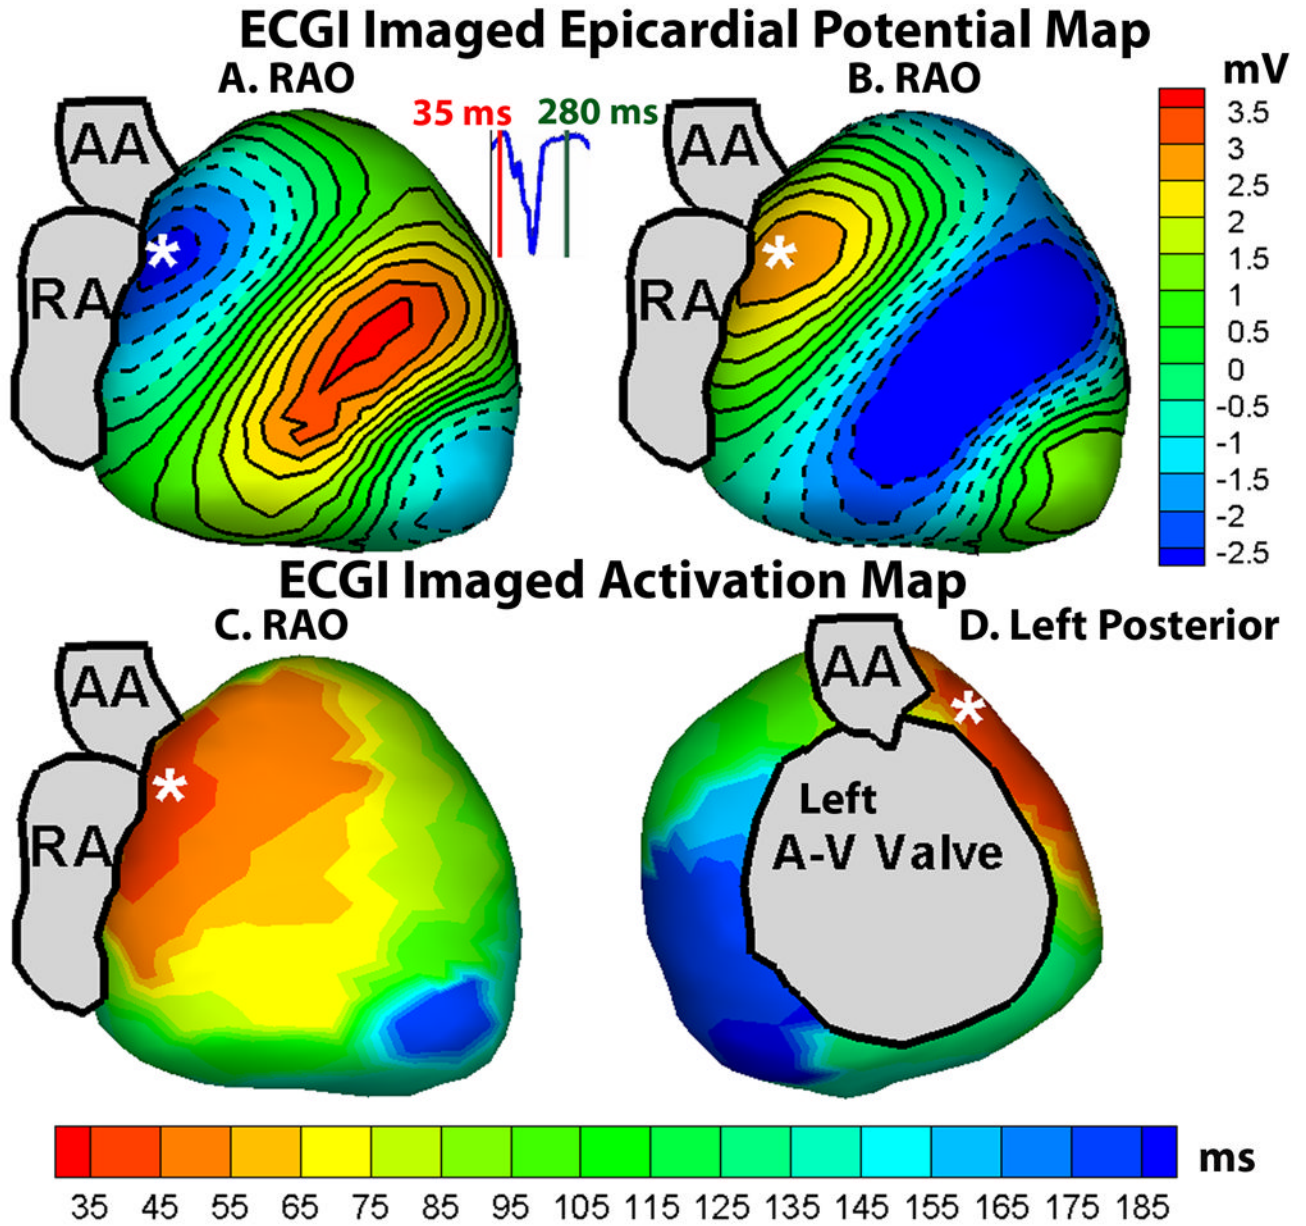 ECGI Imaged Epicardial Potential Map
A. RAO
B. RAO
mV
35 ms
280 ms
AA
RA
*
AA
RA
*
3.5
3
2.5
2
1.5
1
0.5
0
-0.5
-1
-1.5
-2
-2.5
ECGI Imaged Activation Map
C. RAO
D. Left Posterior
AA
RA
*
AA
*
Left
A-V Valve
35 45 55 65 75 85 95 105 115 125 135 145 155 165 175 185
ms